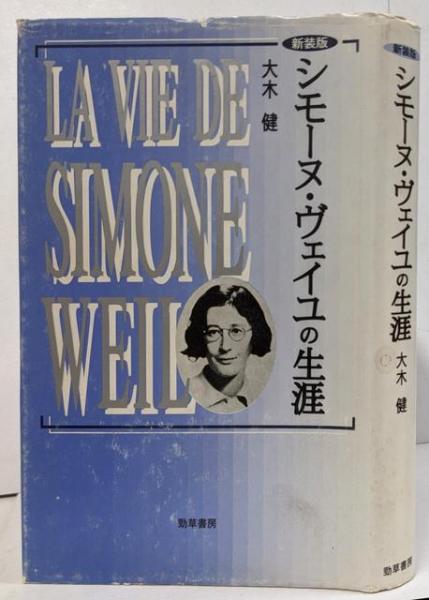 新装版
シモーヌ・ヴェイユの生涯
大木 健
LA VIE DE
SIMONE
WEIL
勁草書房
新装版
シモーヌ・ヴェイユの生涯
大木 健
勁草書房